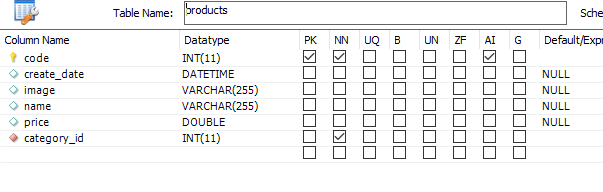 Table Name: products Sche
Column Name Datatype PK NN UQ B UN ZF AI G Default/Expre
code INT(11)
create_date DATETIME NULL
image VARCHAR(255) NULL
name VARCHAR(255) NULL
price DOUBLE NULL
category_id INT(11)